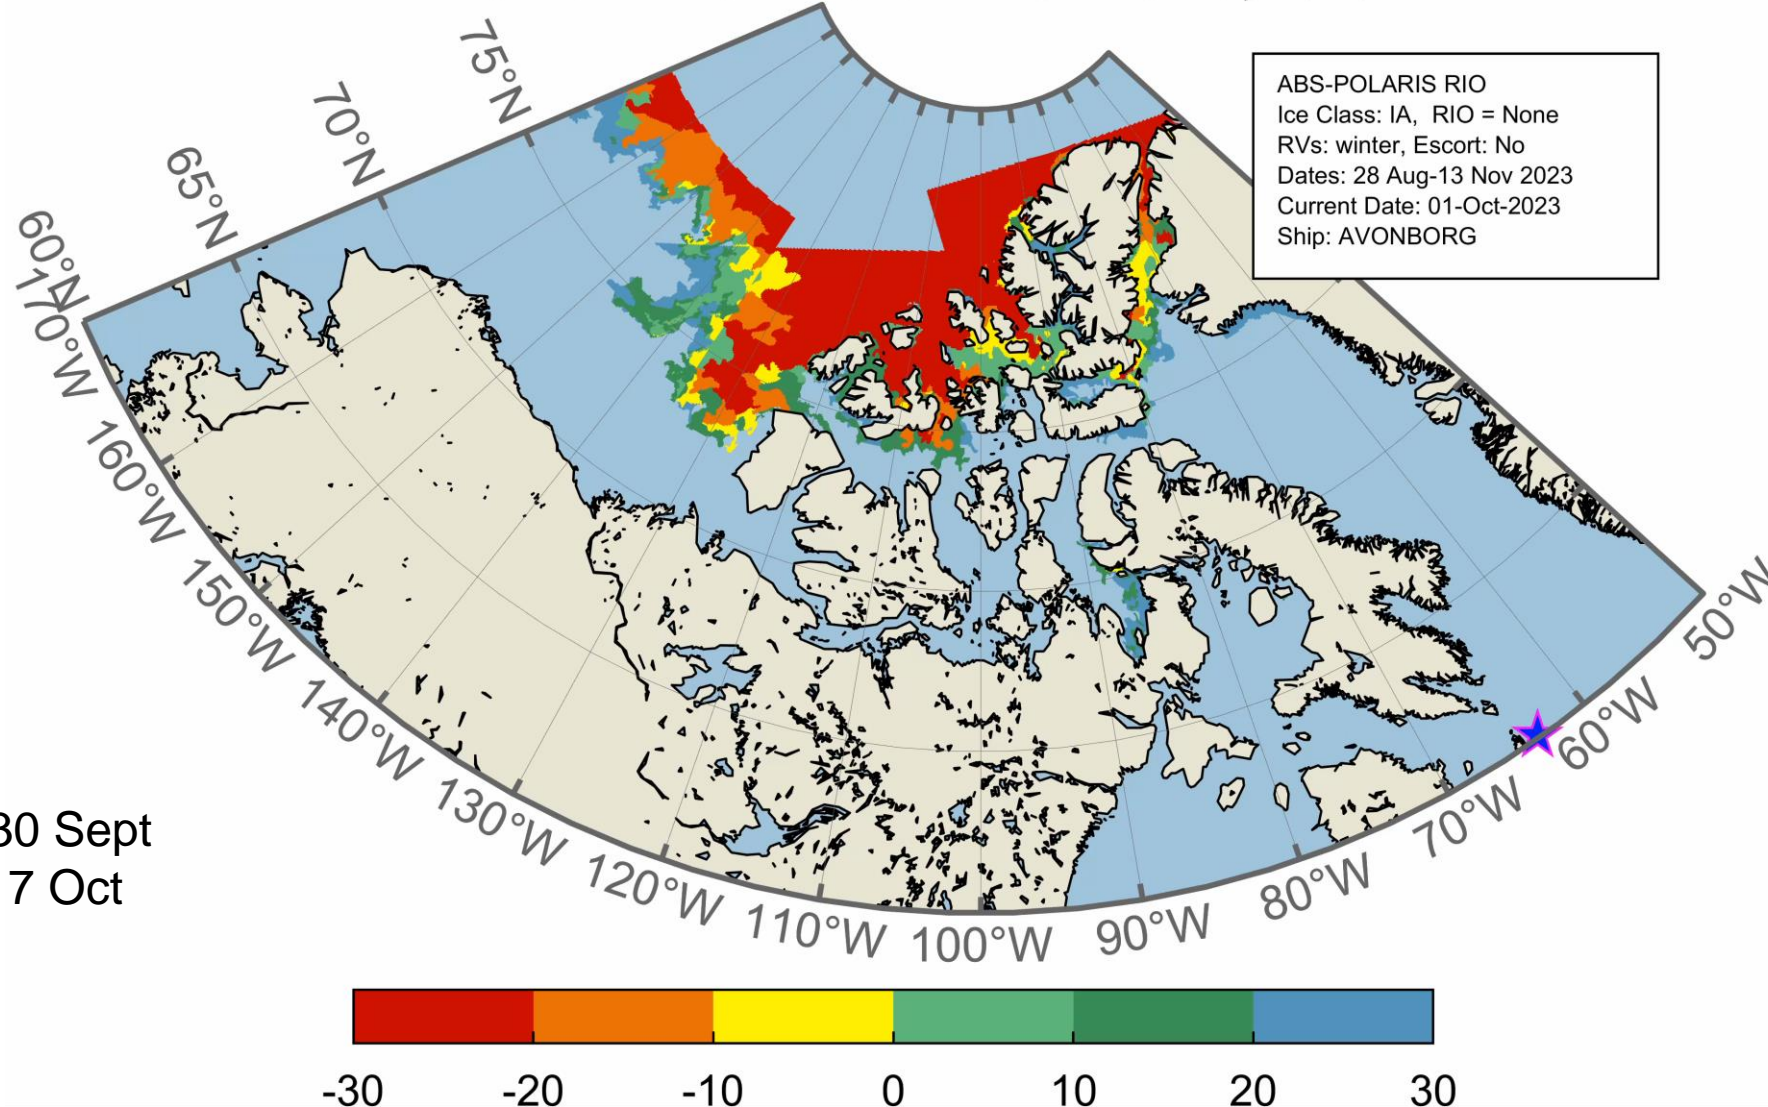 75°N
70°N
65°N
60°N
170°W
160°W
150°W
140°W
130°W
120°W
110°W
100°W
90°W
80°W
70°W
60°W
50°W
ABS-POLARIS RIO
Ice Class: IA,  RIO = None
RVs: winter, Escort: No
Dates: 28 Aug-13 Nov 2023
Current Date: 01-Oct-2023
Ship: AVONBORG
30 Sept
7 Oct
-30 -20 -10 0 10 20 30